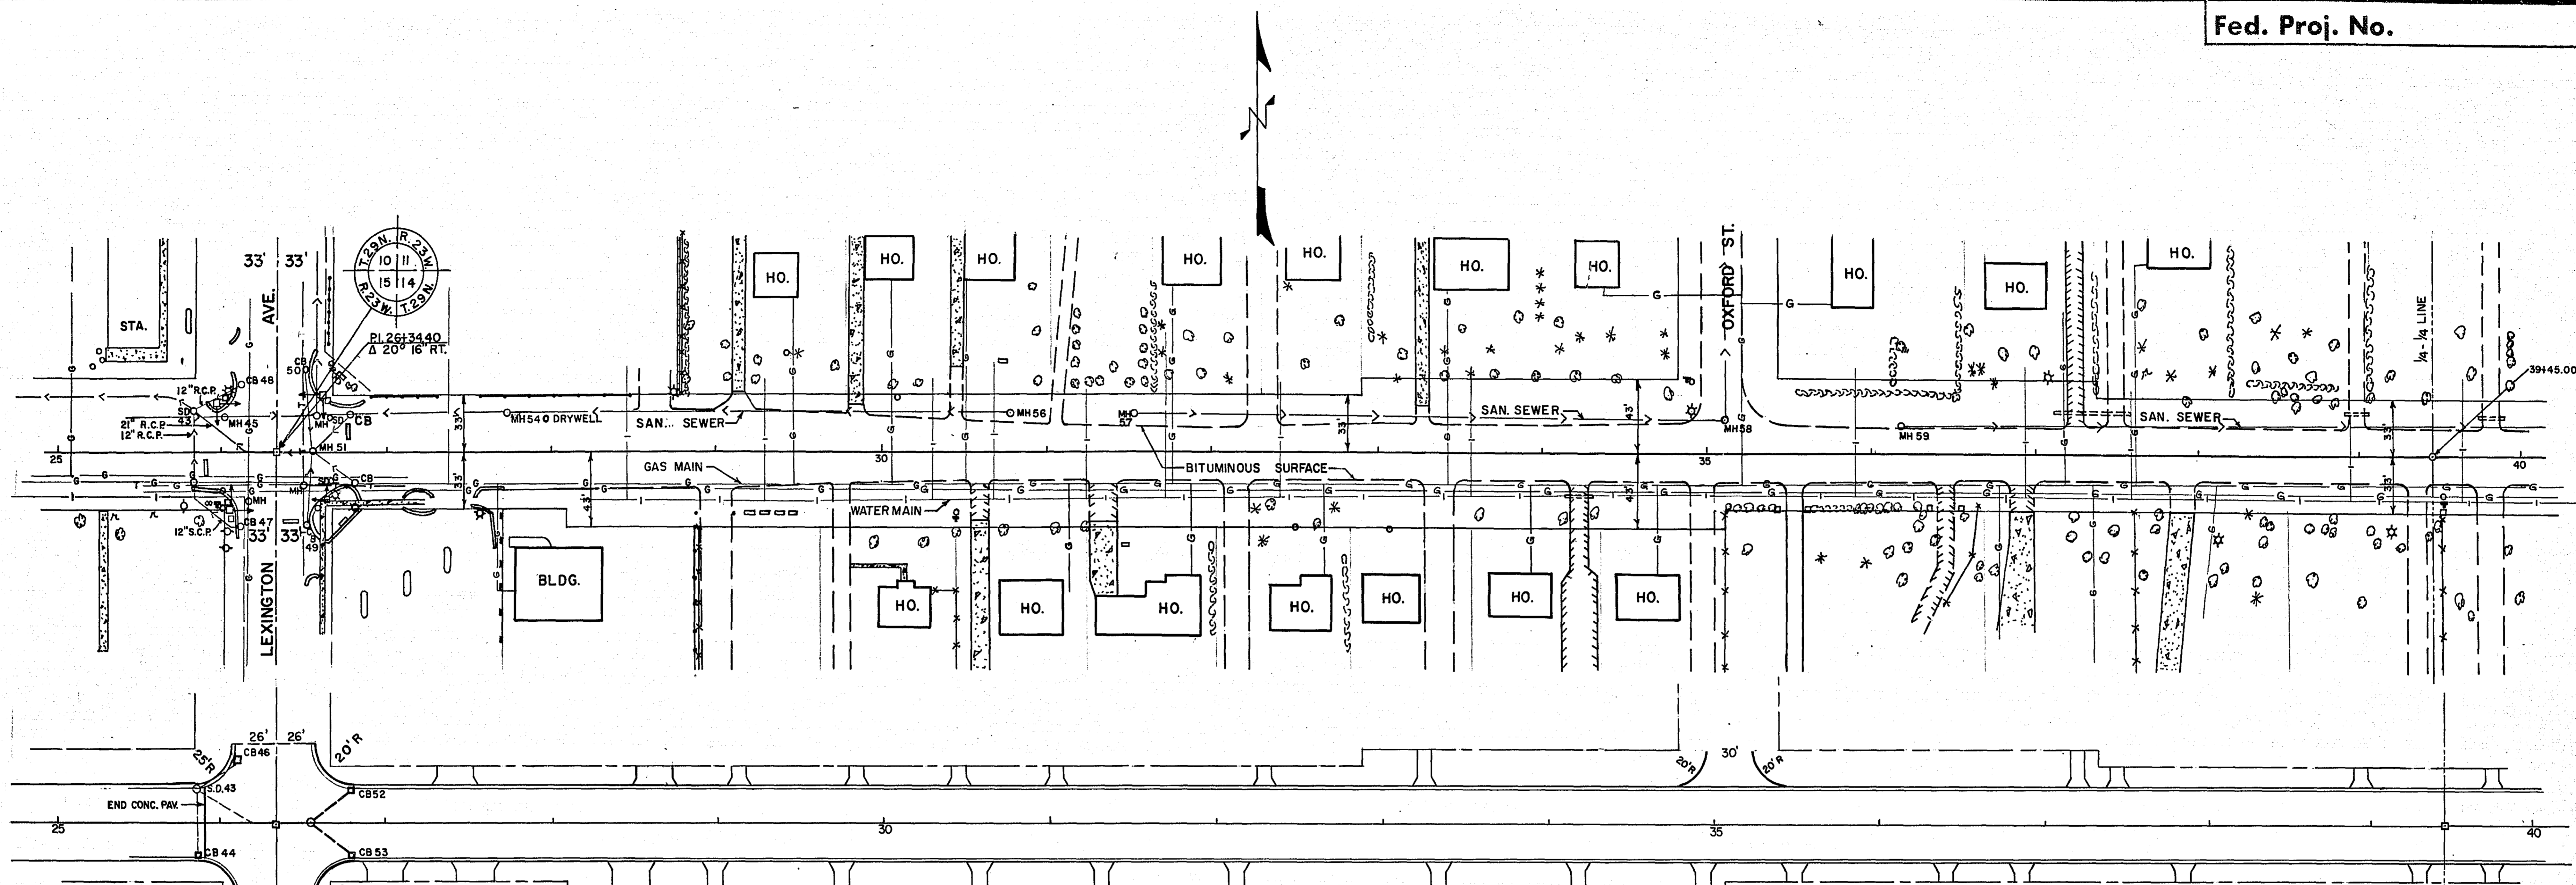 Fed. Proj. No.
33' 33'
T.29N. R.23W.
10 11
15 14
R.23W. T.29N.
AVE.
P.I. 26+34.40
Δ 20° 16" RT.
STA.
HO.
HO.
HO.
HO.
HO.
HO.
HO.
OXFORD ST.
HO.
HO.
HO.
1/4-1/4 LINE
39+45.00
CB
50
12" R.C.P.
CB 48
SD
43
21" R.C.P.
12" R.C.P.
MH 45
MH
SD
CB
MH 51
33'
MH 54 O DRYWELL
SAN. SEWER
MH 56
MH
57
33'
43'
SAN. SEWER
MH 58
MH 59
SAN. SEWER
33'
25
30
35
40
GAS MAIN
BITUMINOUS SURFACE
33'
43'
43'
33'
WATER MAIN
SD
CB
MH
MH
CB 47
12" S.C.P.
33' 33'
49
LEXINGTON
BLDG.
HO.
HO.
HO.
HO.
HO.
HO.
HO.
26' 26'
25'R
CB 46
20'R
30'
20'R
20'R
S.D. 43
END CONC. PAV.
CB 52
25
30
35
40
CB 44
CB 53